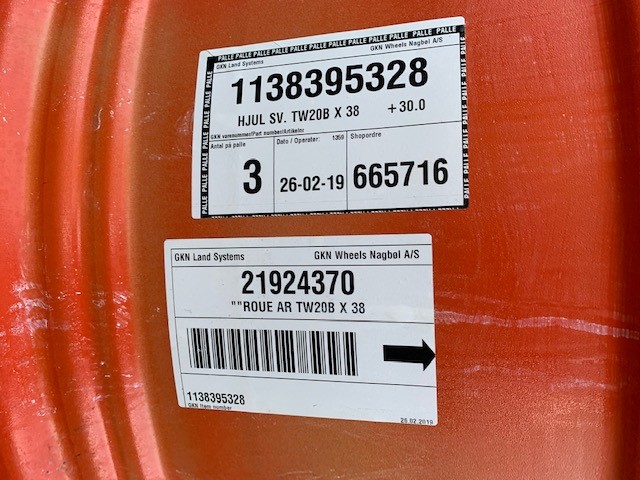 PALLE PALLE PALLE PALLE PALLE PALLE PALLE PALLE PALLE
GKN Land Systems GKN Wheels Nagbøl A/S
1138395328
HJUL SV. TW20B X 38 +30.0
GKN varenummer/Part number/Artikelnr
Antal på palle Dato / Operatør: 1359 Shopordre
3 26-02-19 665716
GKN Land Systems GKN Wheels Nagbøl A/S
21924370
""ROUE AR TW20B X 38
1138395328
GKN Item number
26.02.2019